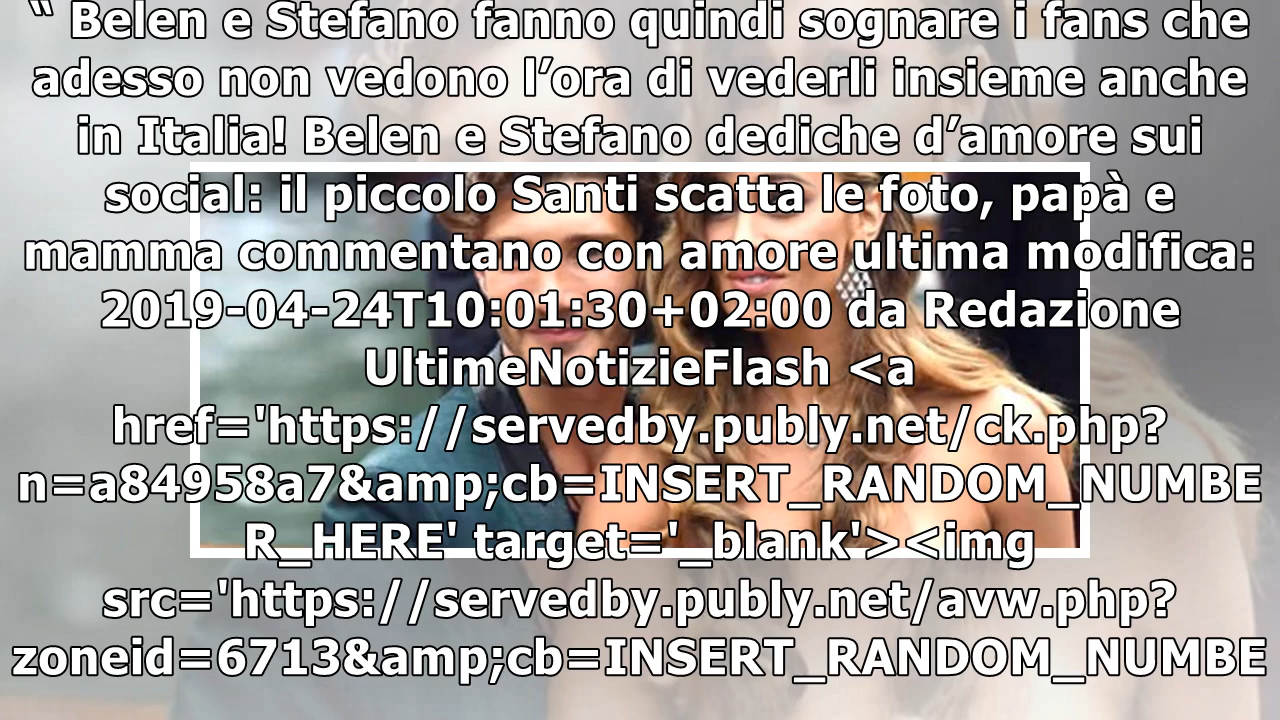 “ Belen e Stefano fanno quindi sognare i fans che
adesso non vedono l’ora di vederli insieme anche
in Italia! Belen e Stefano dediche d’amore sui
social: il piccolo Santi scatta le foto, papà e
mamma commentano con amore ultima modifica:
2019-04-24T10:01:30+02:00 da Redazione
UltimeNotizieFlash <a
href='https://servedby.publy.net/ck.php?
n=a84958a7&amp;cb=INSERT_RANDOM_NUMBE
R_HERE' target='_blank'><img
src='https://servedby.publy.net/avw.php?
zoneid=6713&amp;cb=INSERT_RANDOM_NUMBE